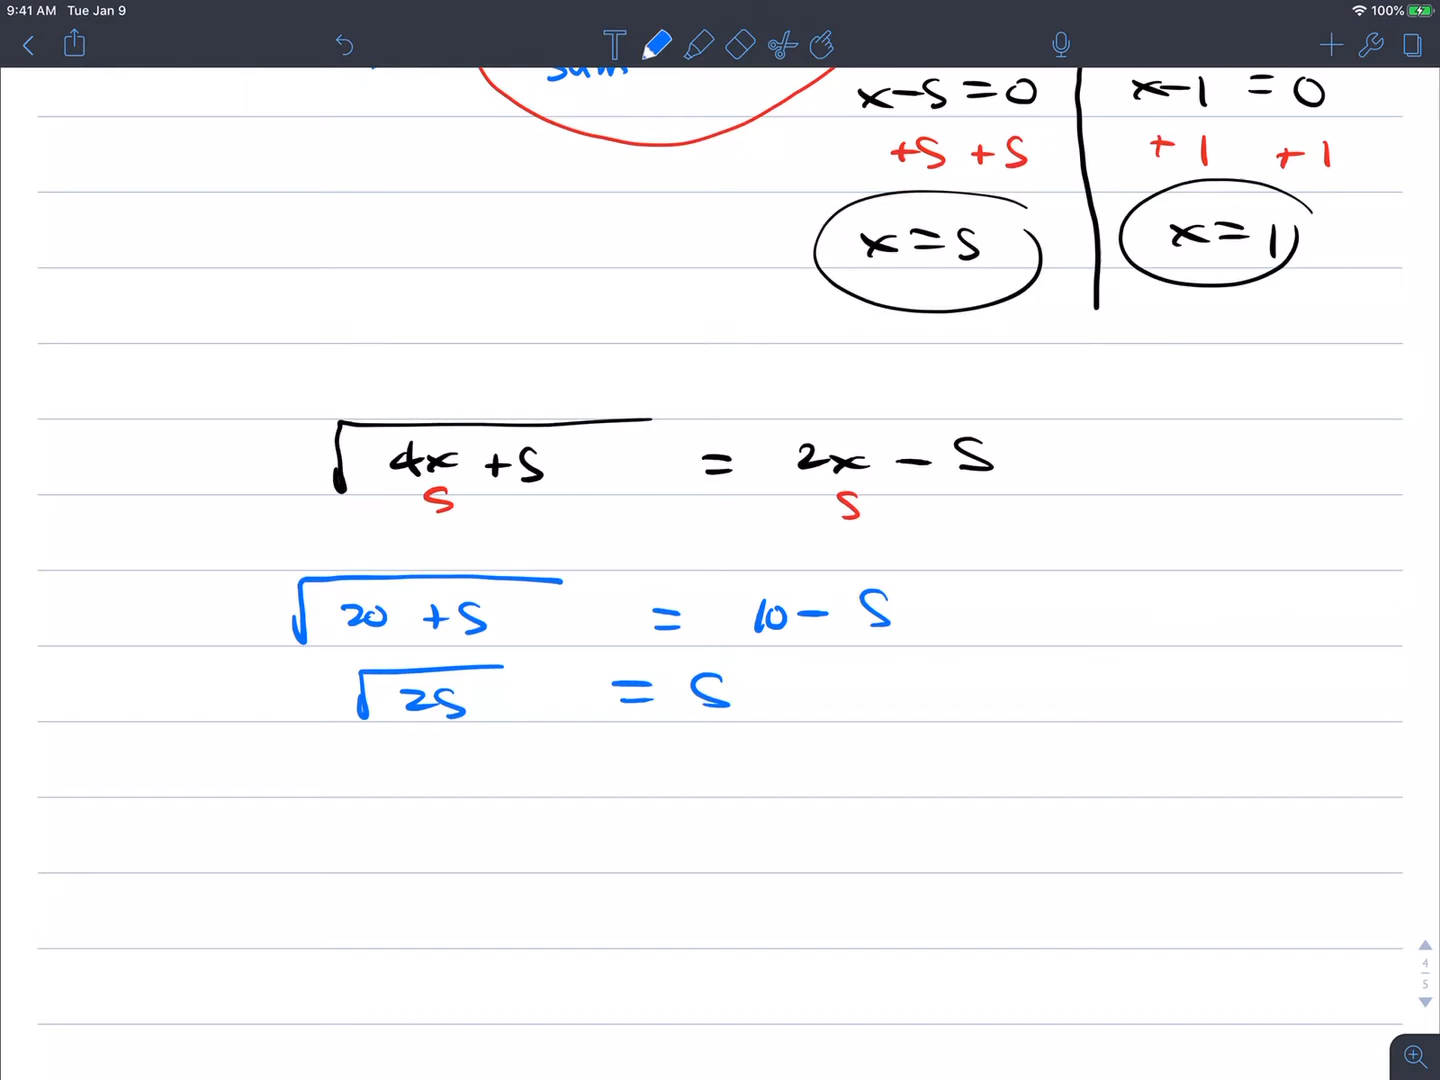 9:41 AM Tue Jan 9
100%
T
sum
x-5=0
x-1=0
+5 +5
+1 +1
x=5
x=1
√4x+5 = 2x-5
5 5
√20+5 = 10-5
√25 = 5
4
5